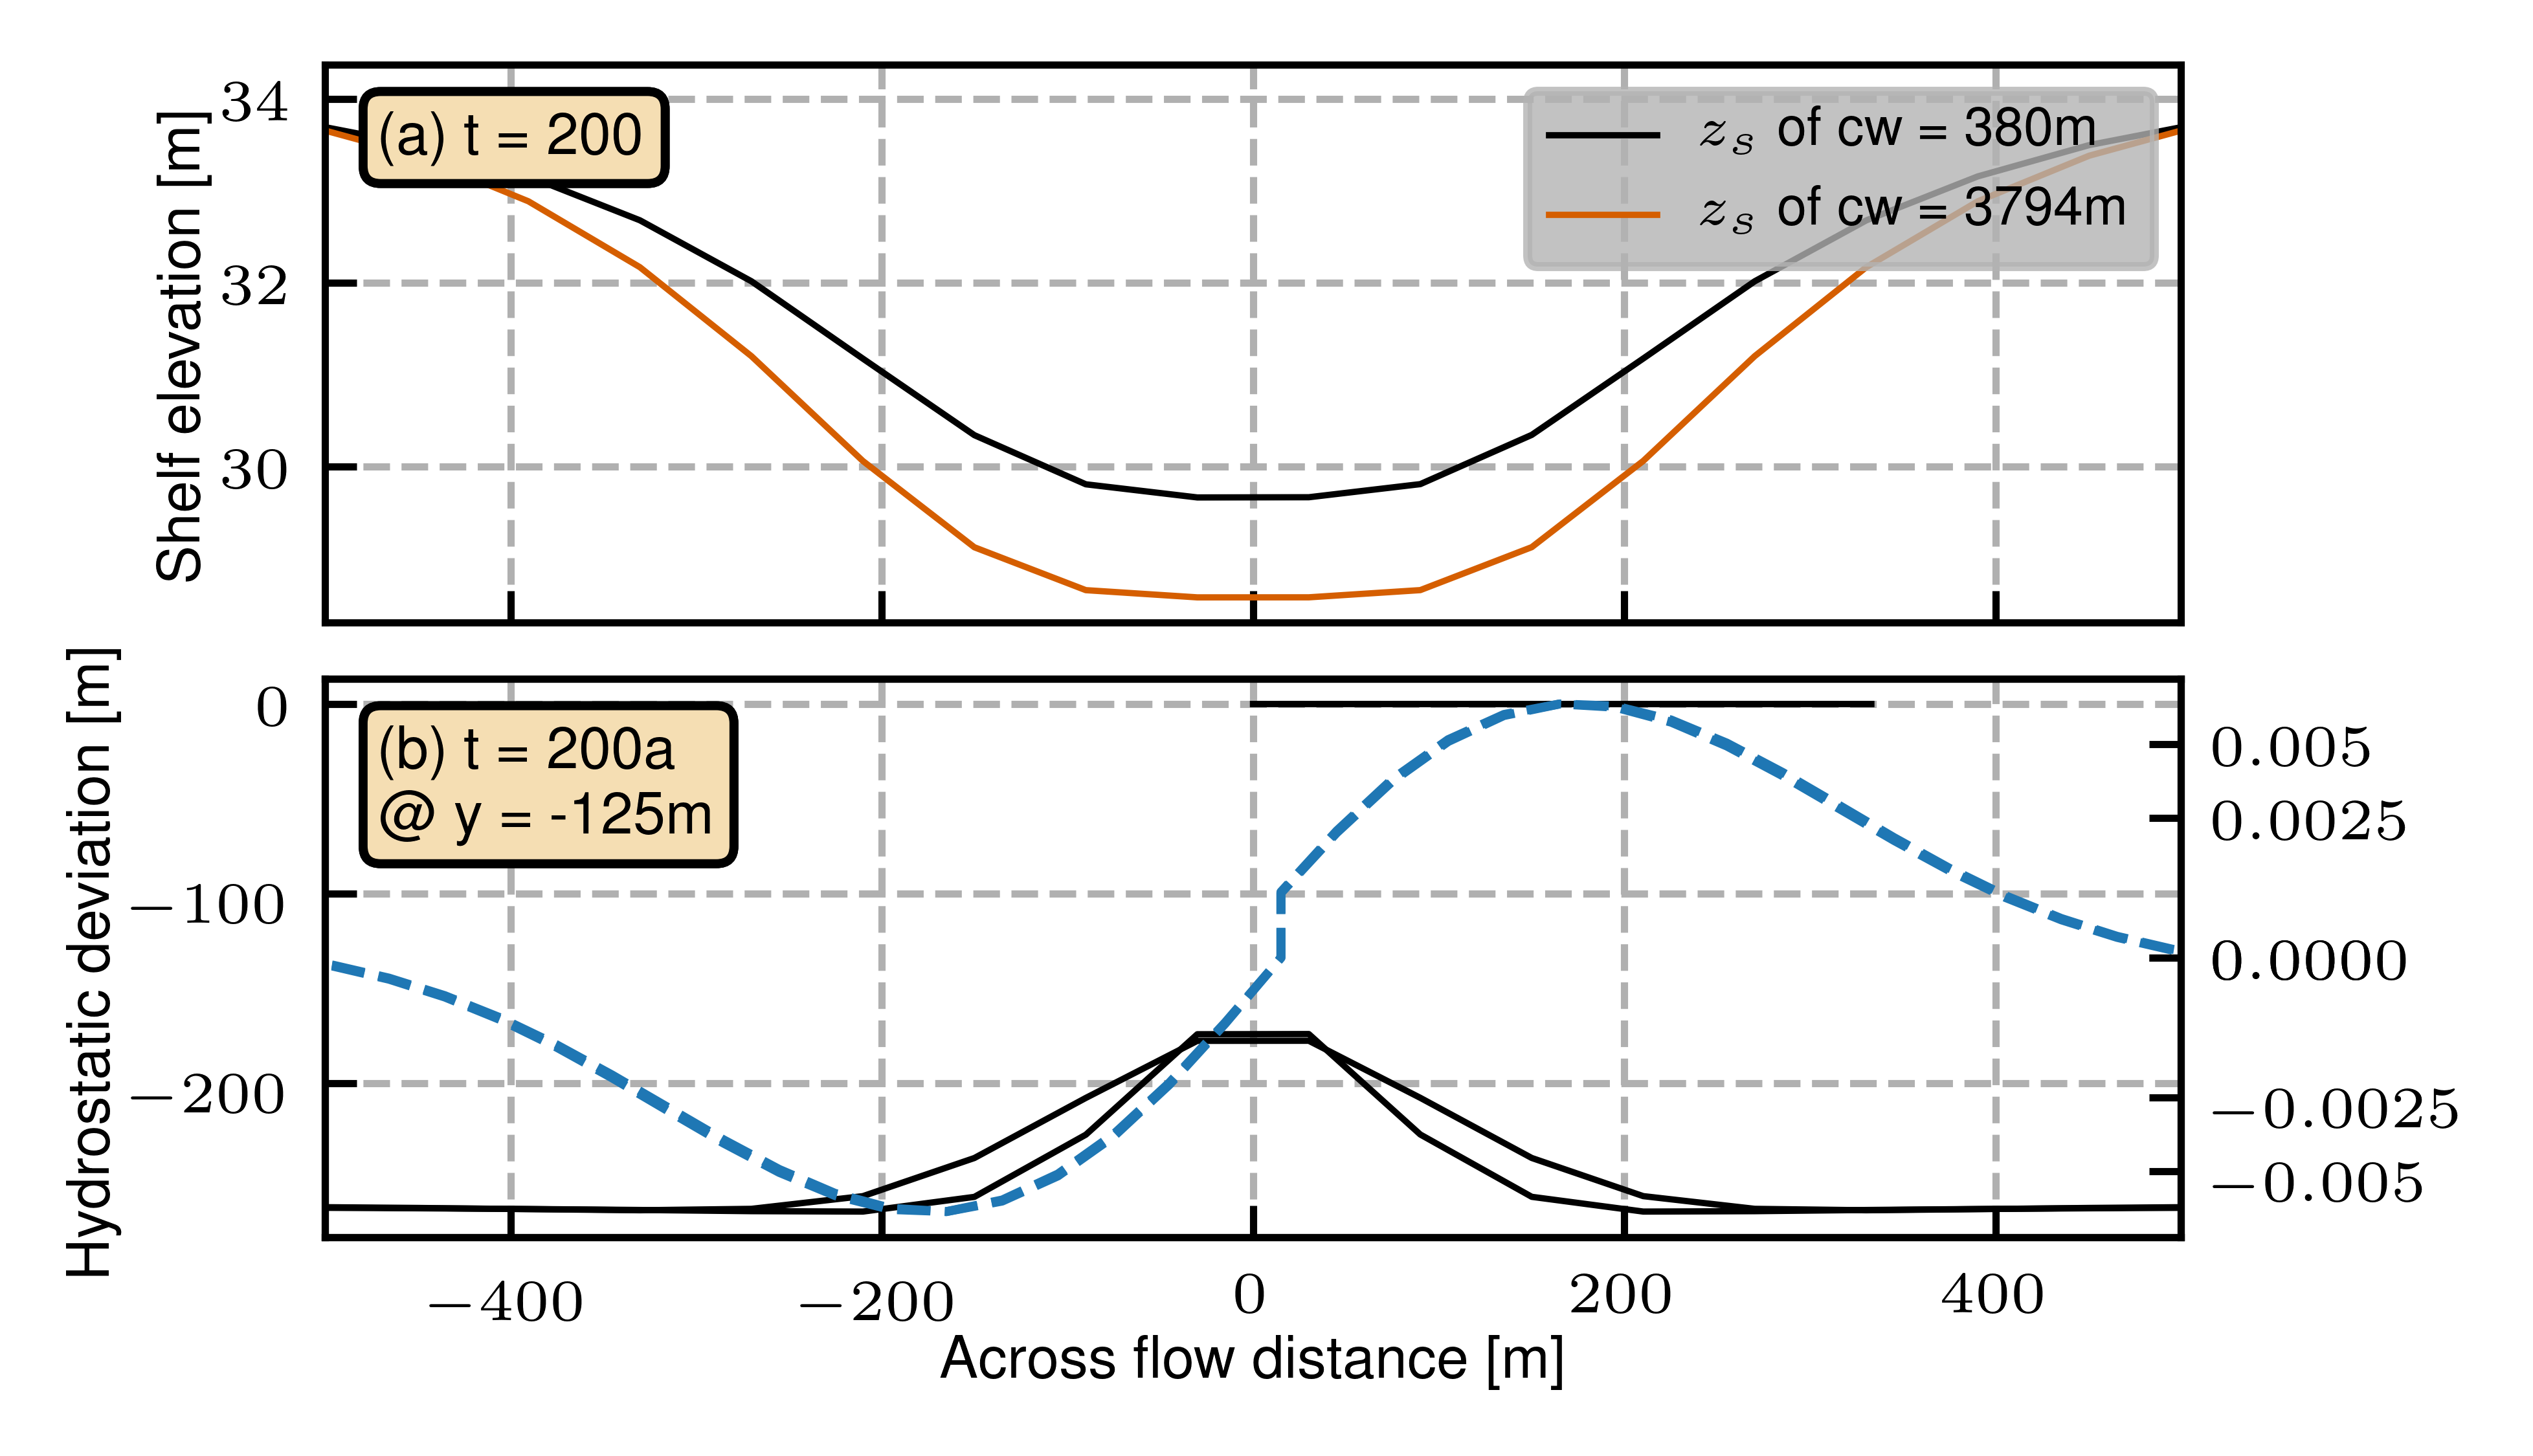 Shelf elevation [m]
34
32
30
(a) t = 200
z_s of cw = 380m
z_s of cw = 3794m
Hydrostatic deviation [m]
0
−100
−200
(b) t = 200a
@ y = -125m
0.005
0.0025
0.0000
−0.0025
−0.005
−400
−200
0
200
400
Across flow distance [m]